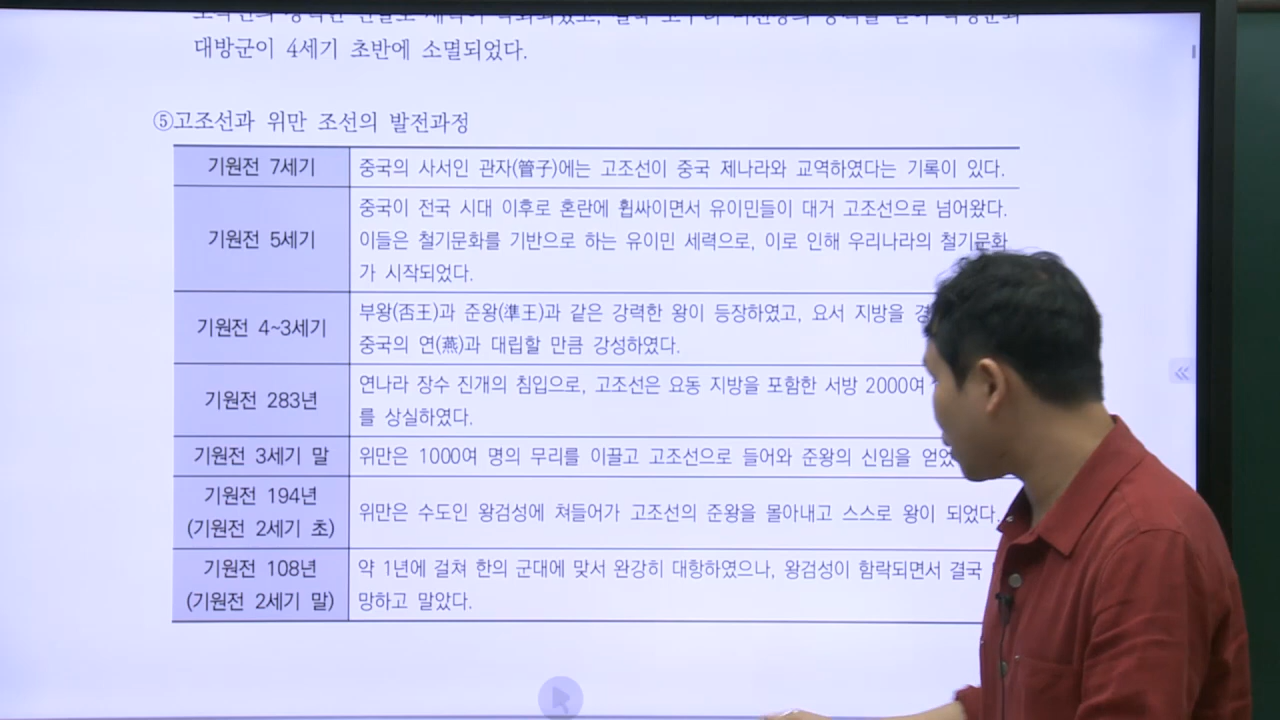 대방군이 4세기 초반에 소멸되었다.
⑤고조선과 위만 조선의 발전과정
기원전 7세기
중국의 사서인 관자(管子)에는 고조선이 중국 제나라와 교역하였다는 기록이 있다.
기원전 5세기
중국이 전국 시대 이후로 혼란에 휩싸이면서 유이민들이 대거 고조선으로 넘어왔다.
이들은 철기문화를 기반으로 하는 유이민 세력으로, 이로 인해 우리나라의 철기문화
가 시작되었다.
기원전 4~3세기
부왕(否王)과 준왕(準王)과 같은 강력한 왕이 등장하였고, 요서 지방을
중국의 연(燕)과 대립할 만큼 강성하였다.
기원전 283년
연나라 장수 진개의 침입으로, 고조선은 요동 지방을 포함한 서방 2000여
를 상실하였다.
기원전 3세기 말
위만은 1000여 명의 무리를 이끌고 고조선으로 들어와 준왕의 신임을
기원전 194년
(기원전 2세기 초)
위만은 수도인 왕검성에 쳐들어가 고조선의 준왕을 몰아내고 스스로 왕이 되었다.
기원전 108년
(기원전 2세기 말)
약 1년에 걸쳐 한의 군대에 맞서 완강히 대항하였으나, 왕검성이 함락되면서 결국
망하고 말았다.